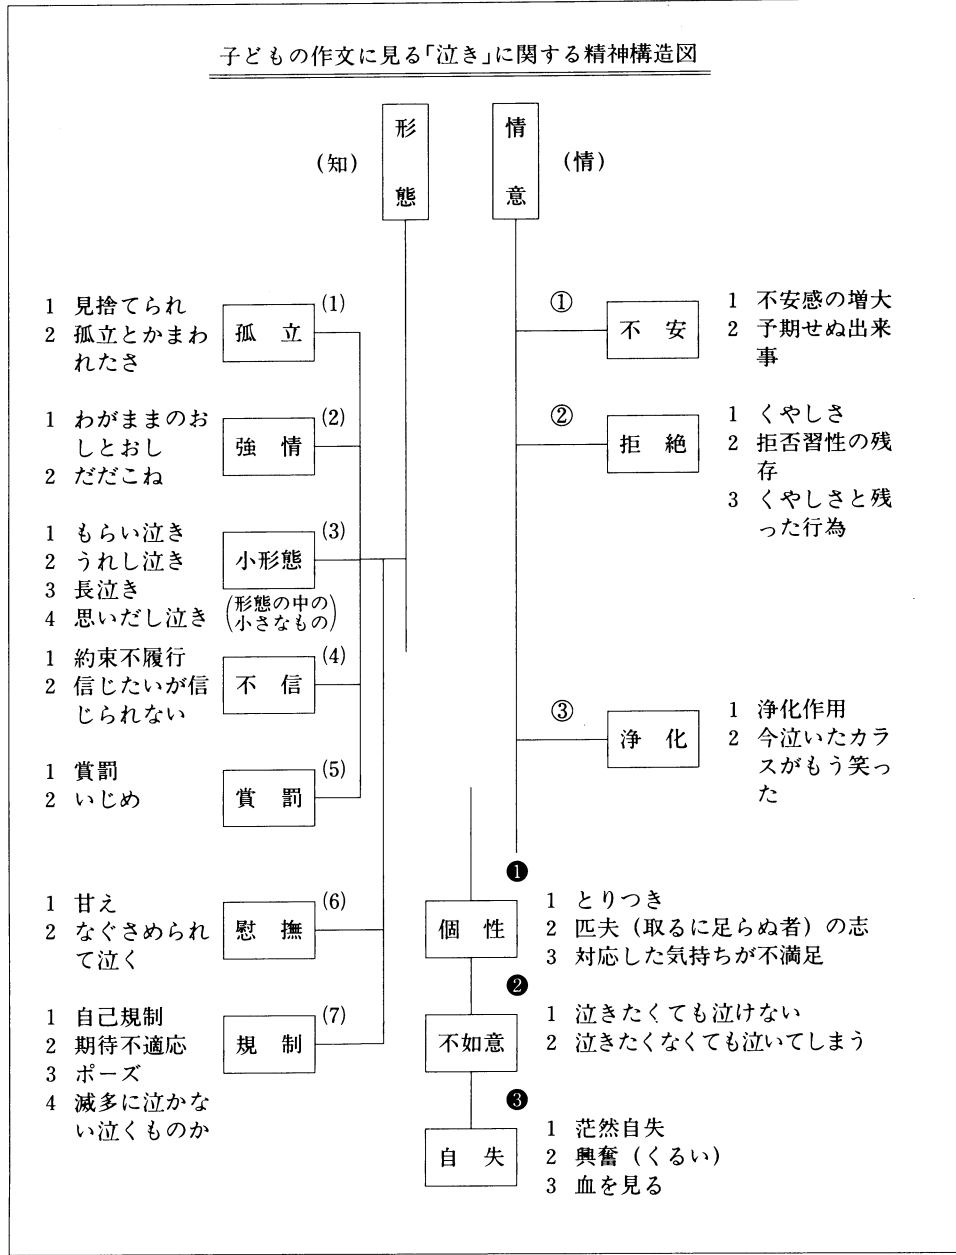 子どもの作文に見る「泣き」に関する精神構造図
形態
(知)
情意
(情)
1 見捨てられ
2 孤立とかまわ
れたさ
(1)
孤立
1 わがままのお
しとおし
2 だだこね
(2)
強情
1 もらい泣き
2 うれし泣き
3 長泣き
4 思いだし泣き
(3)
小形態
(形態の中の
小さなもの)
1 約束不履行
2 信じたいが信
じられない
(4)
不信
1 賞罰
2 いじめ
(5)
賞罰
1 甘え
2 なぐさめられ
て泣く
(6)
慰撫
1 自己規制
2 期待不適応
3 ポーズ
4 滅多に泣かな
い泣くものか
(7)
規制
①
不安
1 不安感の増大
2 予期せぬ出来
事
②
拒絶
1 くやしさ
2 拒否習性の残
存
3 くやしさと残
った行為
③
浄化
1 浄化作用
2 今泣いたカラ
スがもう笑っ
た
❶
個性
1 とりつき
2 匹夫(取るに足らぬ者)の志
3 対応した気持ちが不満足
❷
不如意
1 泣きたくても泣けない
2 泣きたくなくても泣いてしまう
❸
自失
1 茫然自失
2 興奮(くるい)
3 血を見る